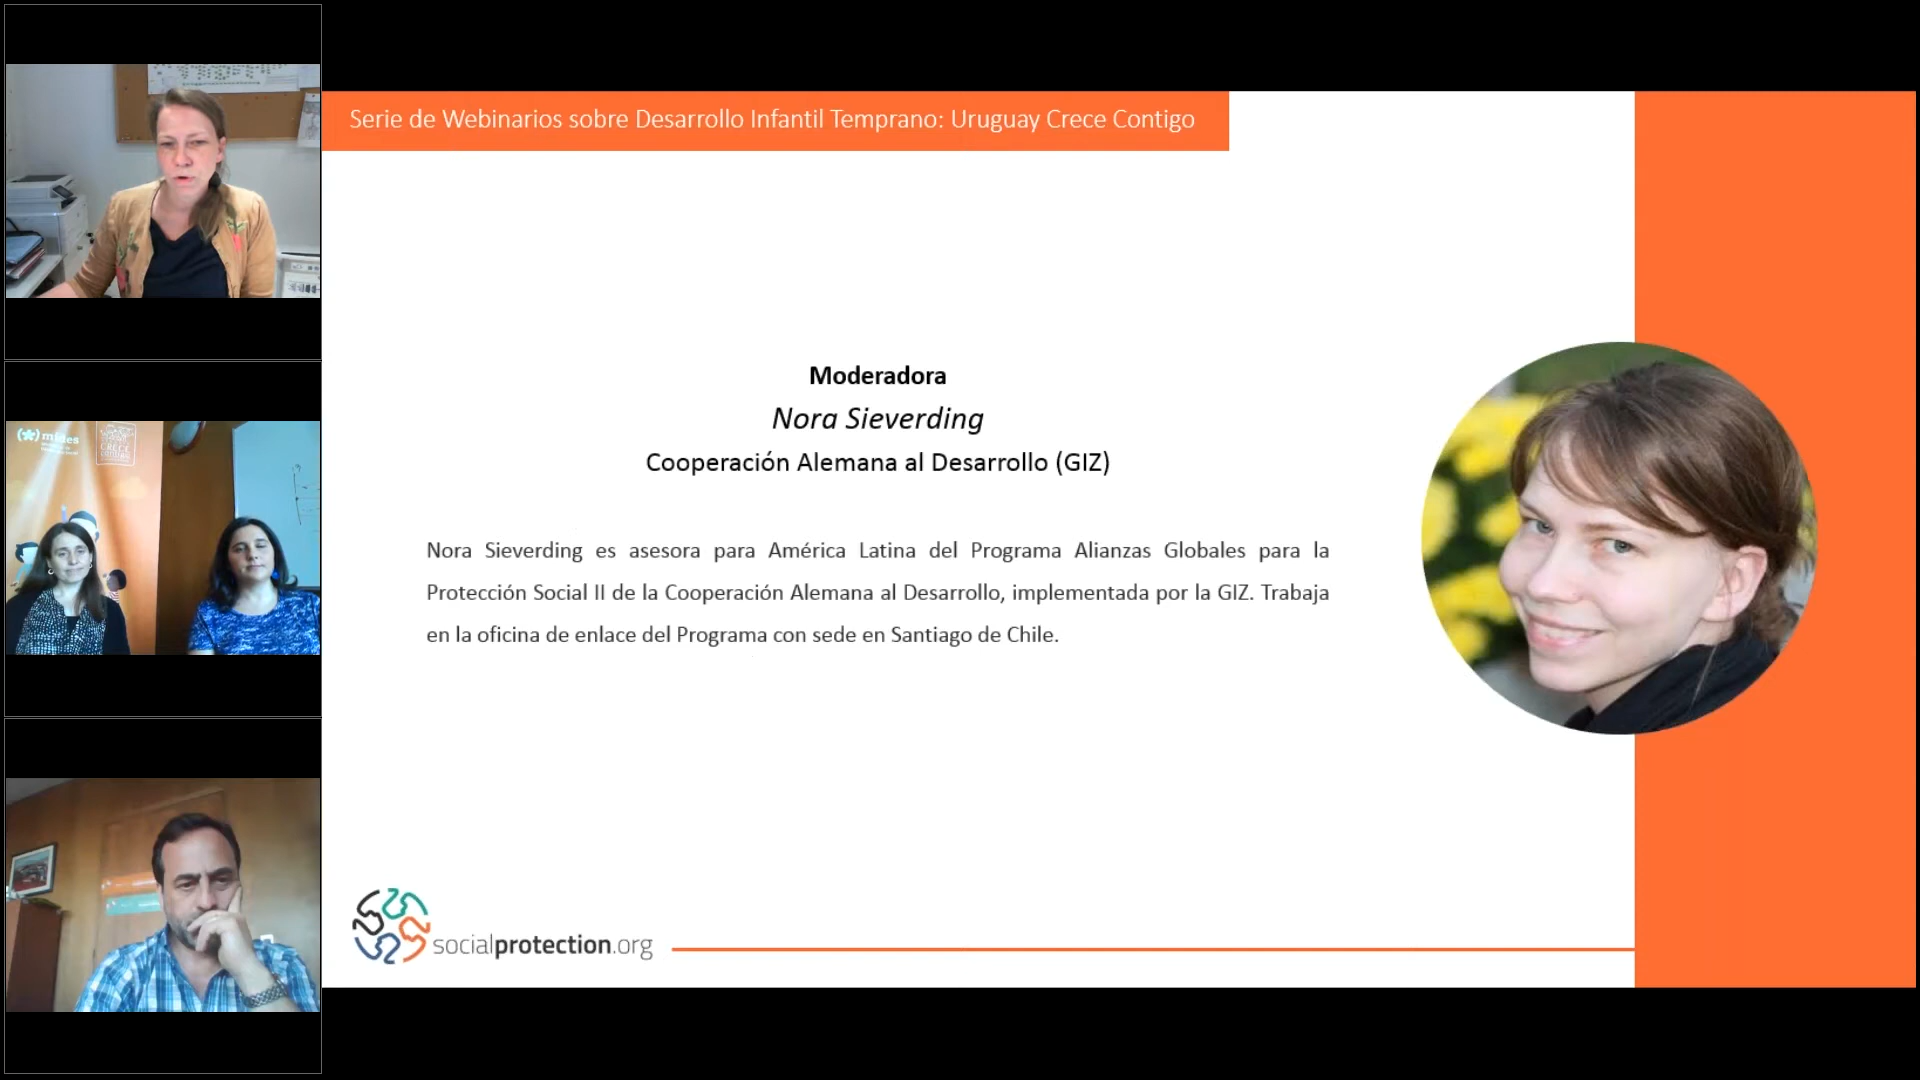 Serie de Webinarios sobre Desarrollo Infantil Temprano: Uruguay Crece Contigo
Moderadora
Nora Sieverding
Cooperación Alemana al Desarrollo (GIZ)
Nora Sieverding es asesora para América Latina del Programa Alianzas Globales para la
Protección Social II de la Cooperación Alemana al Desarrollo, implementada por la GIZ. Trabaja
en la oficina de enlace del Programa con sede en Santiago de Chile.
socialprotection.org
mides
CRECE